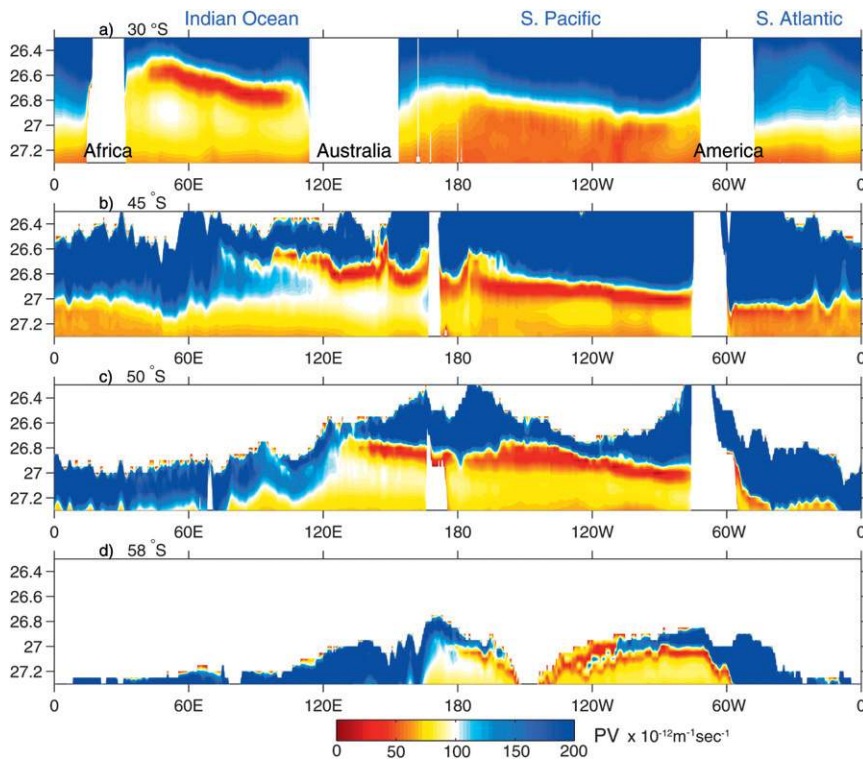 Indian Ocean S. Pacific S. Atlantic
a) 30 °S
26.4
26.6
26.8
27
27.2
Africa Australia America
0 60E 120E 180 120W 60W 0
b) 45 °S
26.4
26.6
26.8
27
27.2
0 60E 120E 180 120W 60W 0
c) 50 °S
26.4
26.6
26.8
27
27.2
0 60E 120E 180 120W 60W 0
d) 58 °S
26.4
26.6
26.8
27
27.2
0 60E 120E 180 120W 60W 0
0 50 100 150 200 PV x 10⁻¹²m⁻¹sec⁻¹